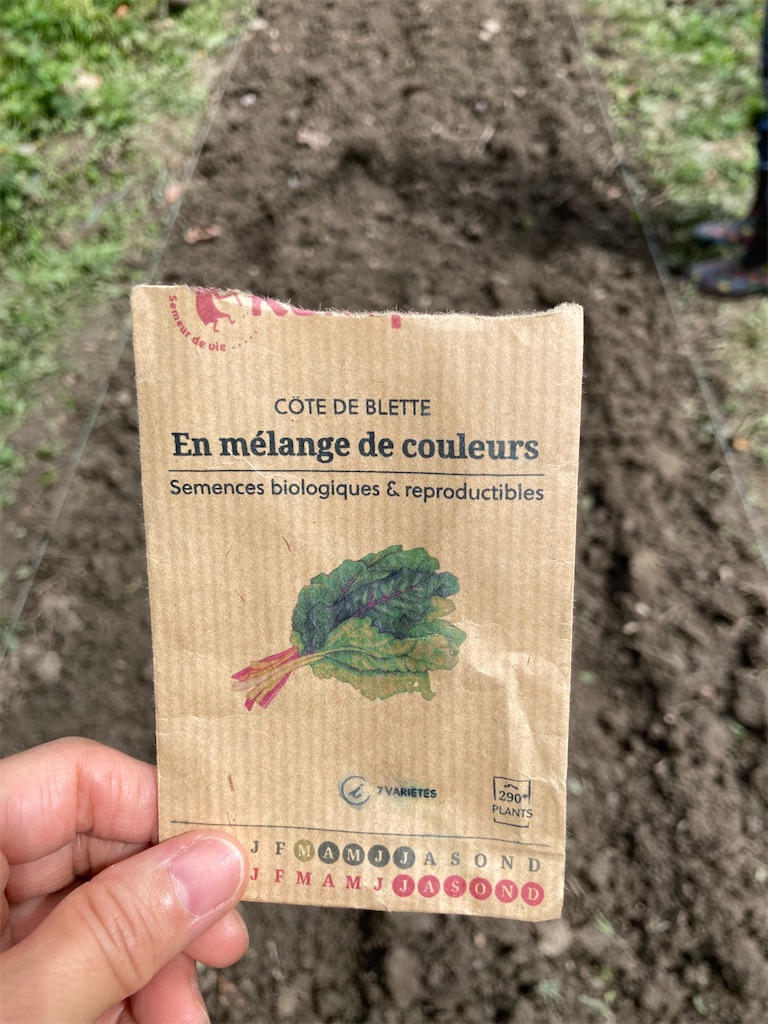 Semeur de vie
CÔTE DE BLETTE
En mélange de couleurs
Semences biologiques & reproductibles
7 VARIÉTÉS
290*
PLANTS
J F M A M J J A S O N D
J F M A M J J A S O N D